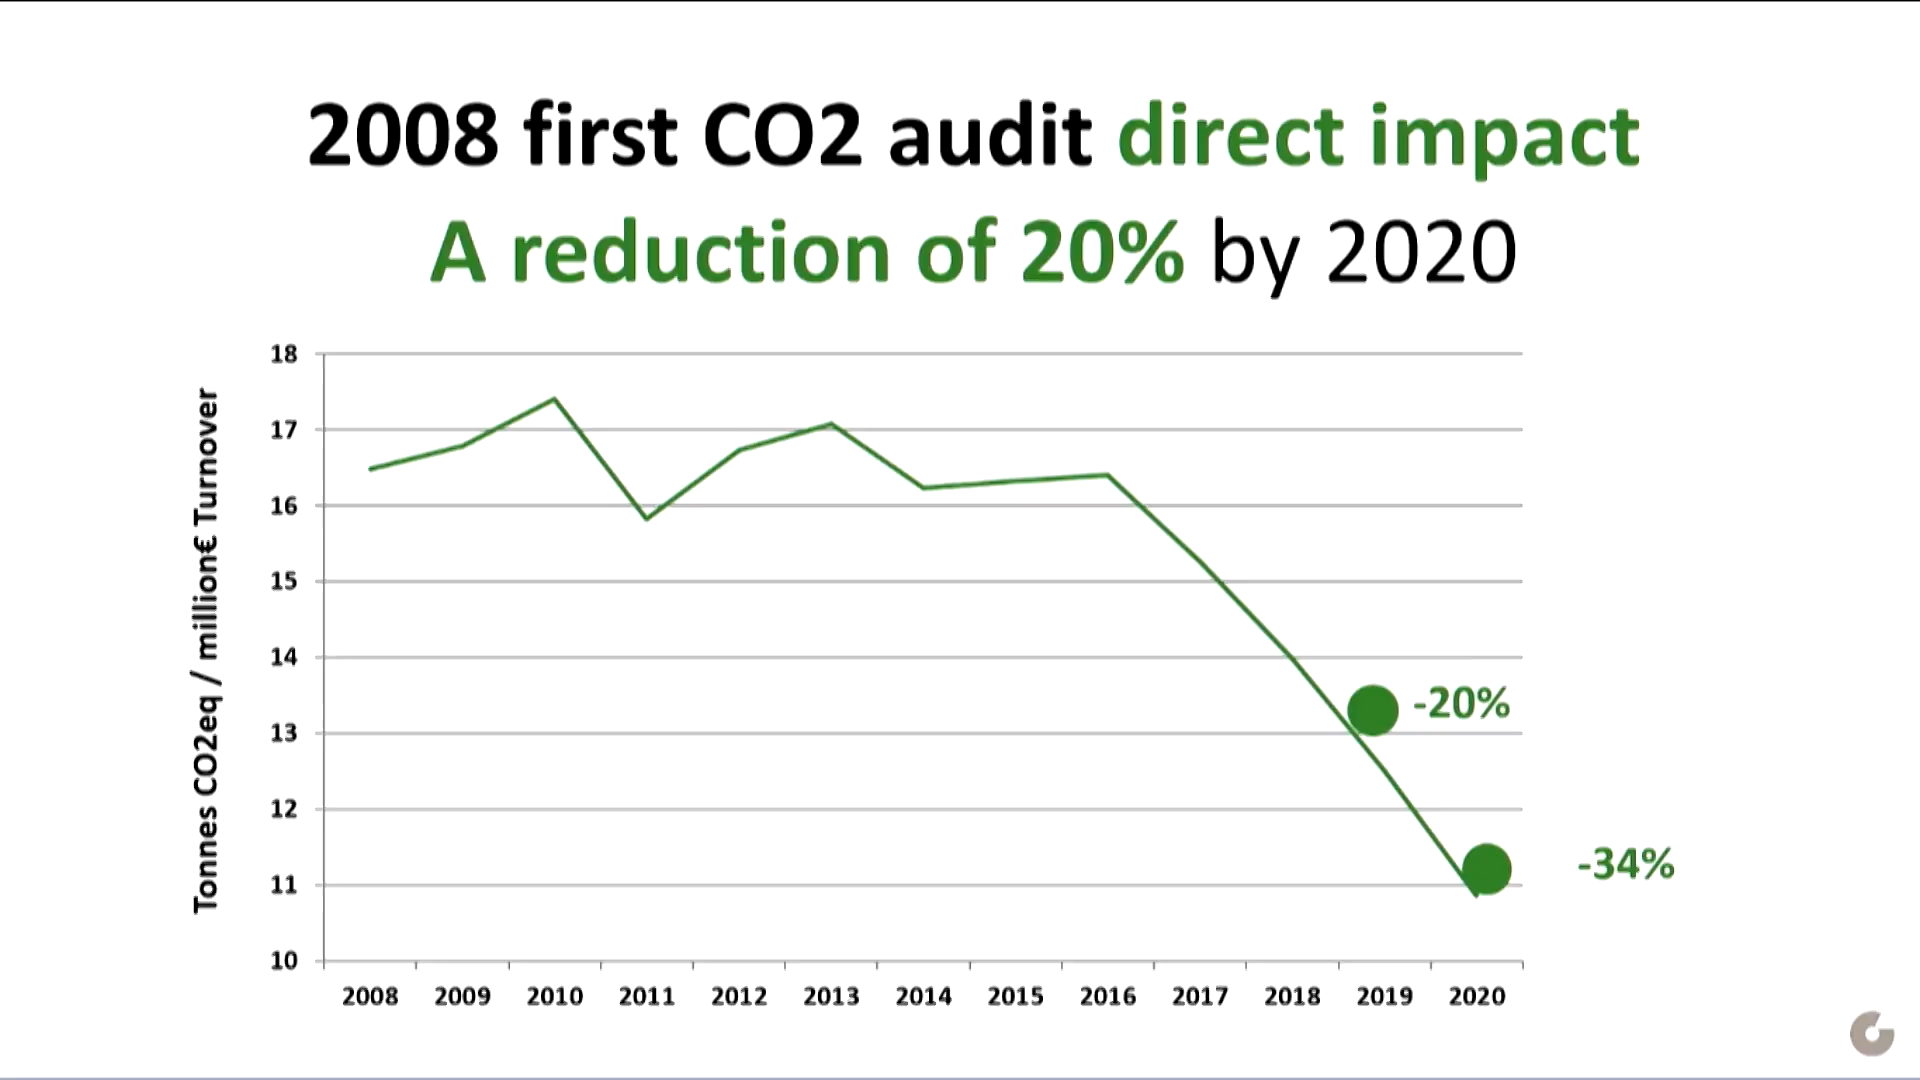 2008 first CO2 audit direct impact
A reduction of 20% by 2020
Tonnes CO2eq / million€ Turnover
18
17
16
15
14
13
12
11
10
-20%
-34%
2008 2009 2010 2011 2012 2013 2014 2015 2016 2017 2018 2019 2020